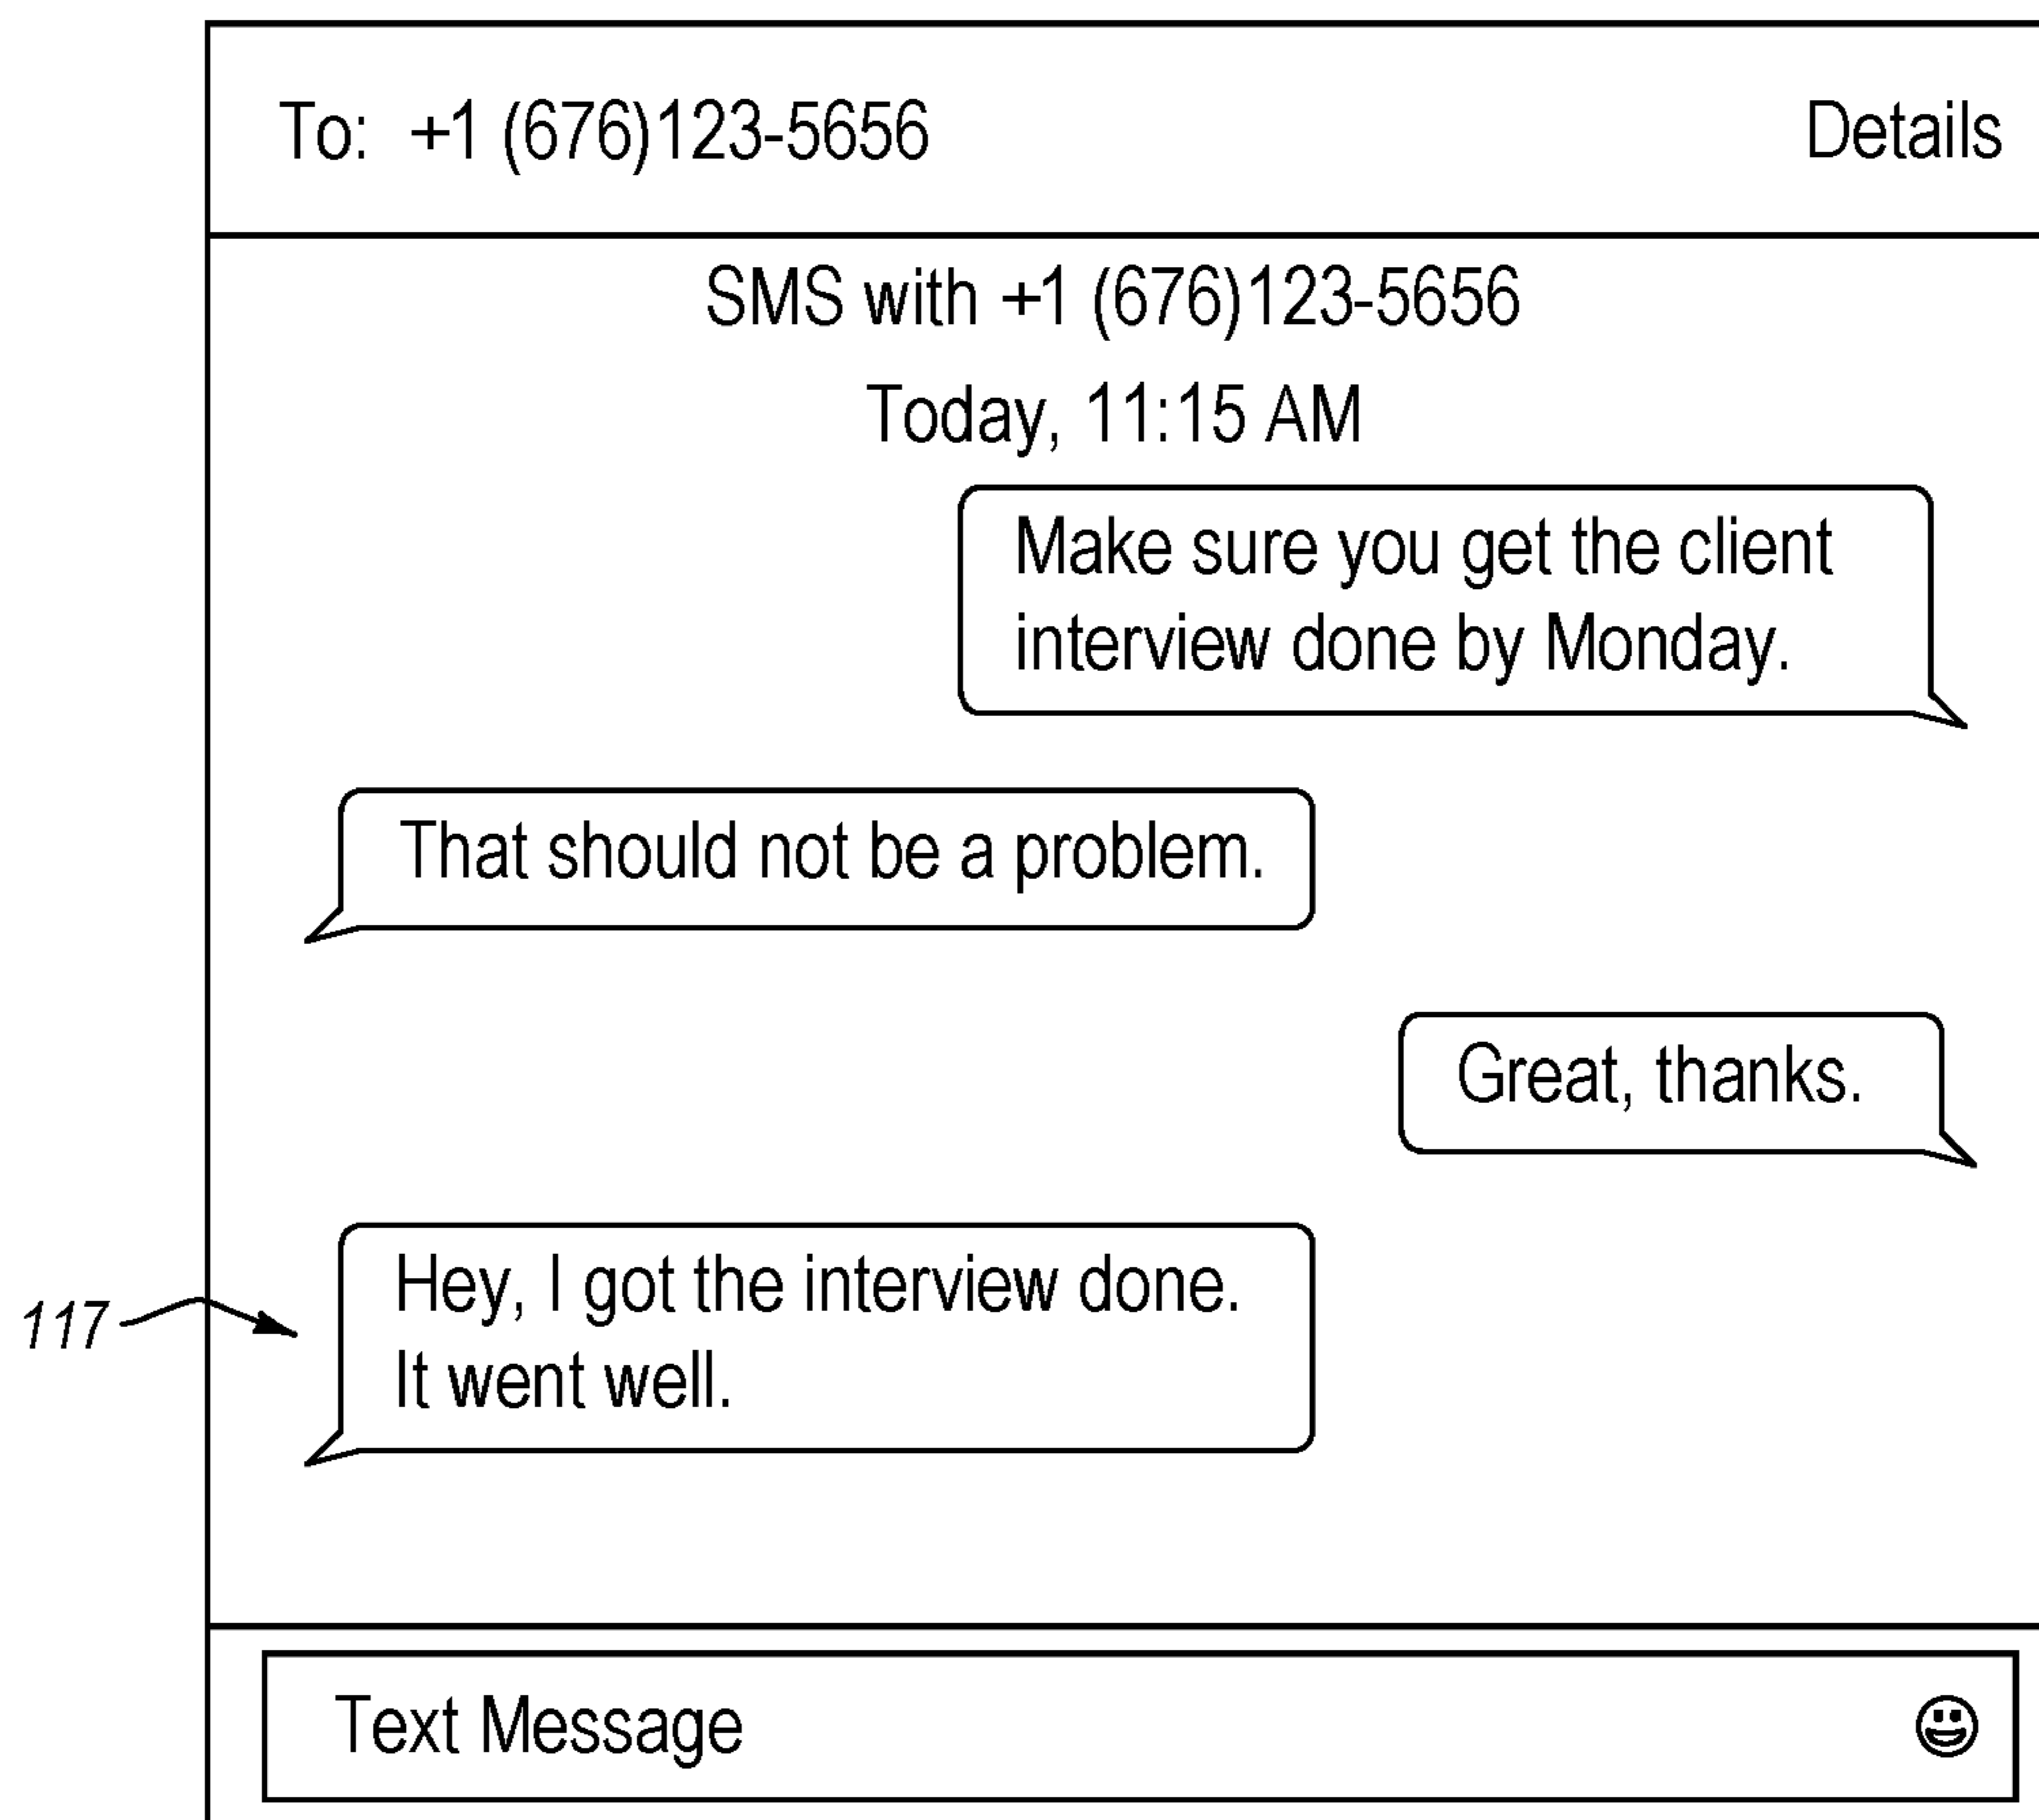 To: +1 (676)123-5656 Details
SMS with +1 (676)123-5656
Today, 11:15 AM
Make sure you get the client
interview done by Monday.
That should not be a problem.
Great, thanks.
Hey, I got the interview done.
It went well.
117
Text Message